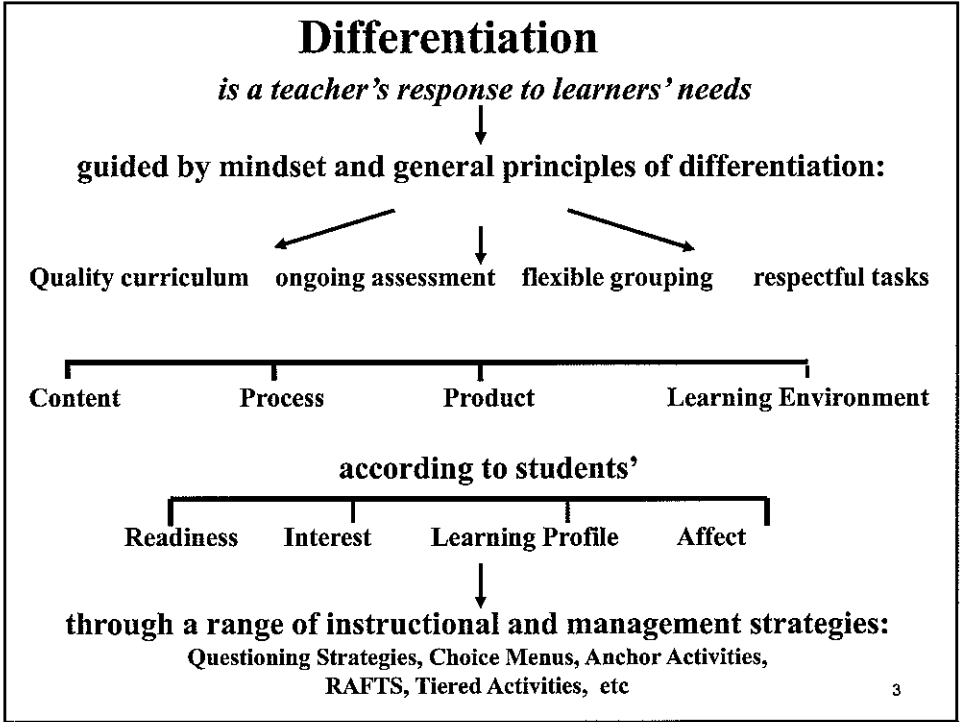 Differentiation
is a teacher's response to learners' needs
guided by mindset and general principles of differentiation:
Quality curriculum ongoing assessment flexible grouping respectful tasks
Content Process Product Learning Environment
according to students'
Readiness Interest Learning Profile Affect
through a range of instructional and management strategies:
Questioning Strategies, Choice Menus, Anchor Activities,
RAFTS, Tiered Activities, etc
3